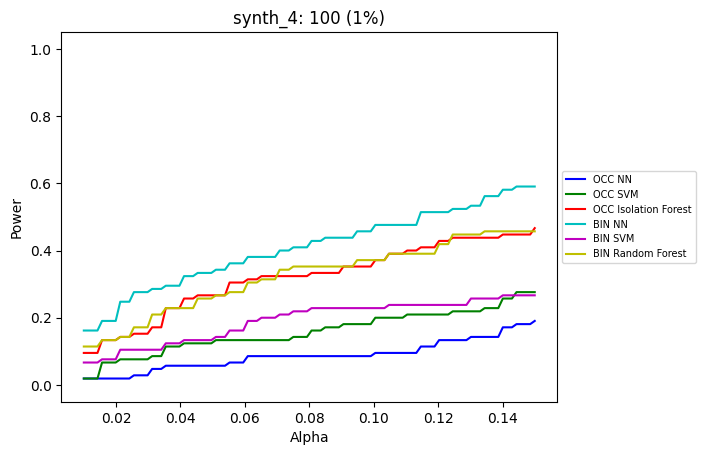 synth_4: 100 (1%)
1.0
0.8
0.6
0.4
0.2
0.0
Power
0.02
0.04
0.06
0.08
0.10
0.12
0.14
Alpha
OCC NN
OCC SVM
OCC Isolation Forest
BIN NN
BIN SVM
BIN Random Forest